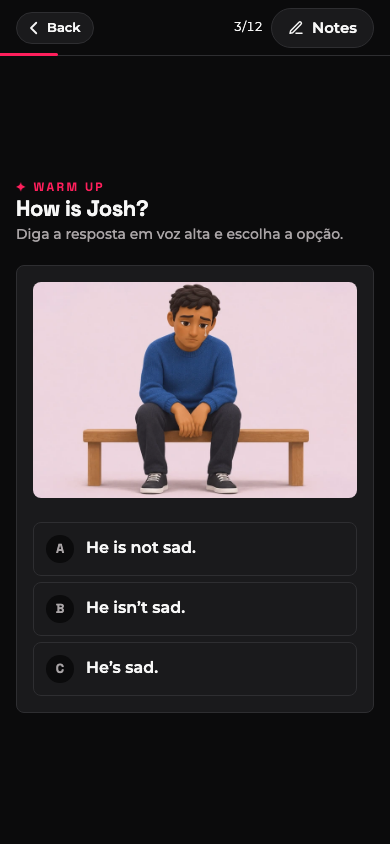 Back
3/12
Notes
✦ WARM UP
How is Josh?
Diga a resposta em voz alta e escolha a opção.
A He is not sad.
B He isn’t sad.
C He’s sad.